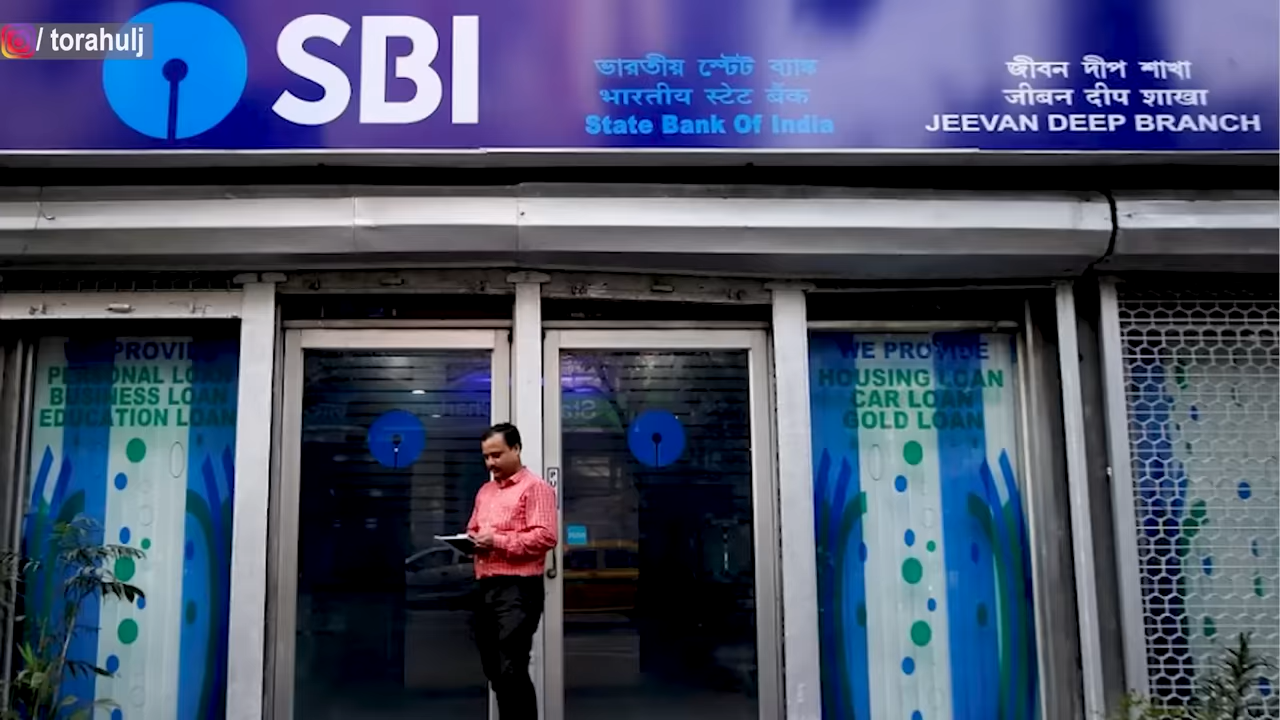 / torahulj
SBI
ভারতীয় স্টেট ব্যাঙ্ক
भारतीय स्टेट बैंक
State Bank Of India
জীবন দীপ শাখা
जीबन दीप शाखा
JEEVAN DEEP BRANCH
PERSONAL LOAN
BUSINESS LOAN
EDUCATION LOAN
WE PROVIDE
HOUSING LOAN
CAR LOAN
GOLD LOAN